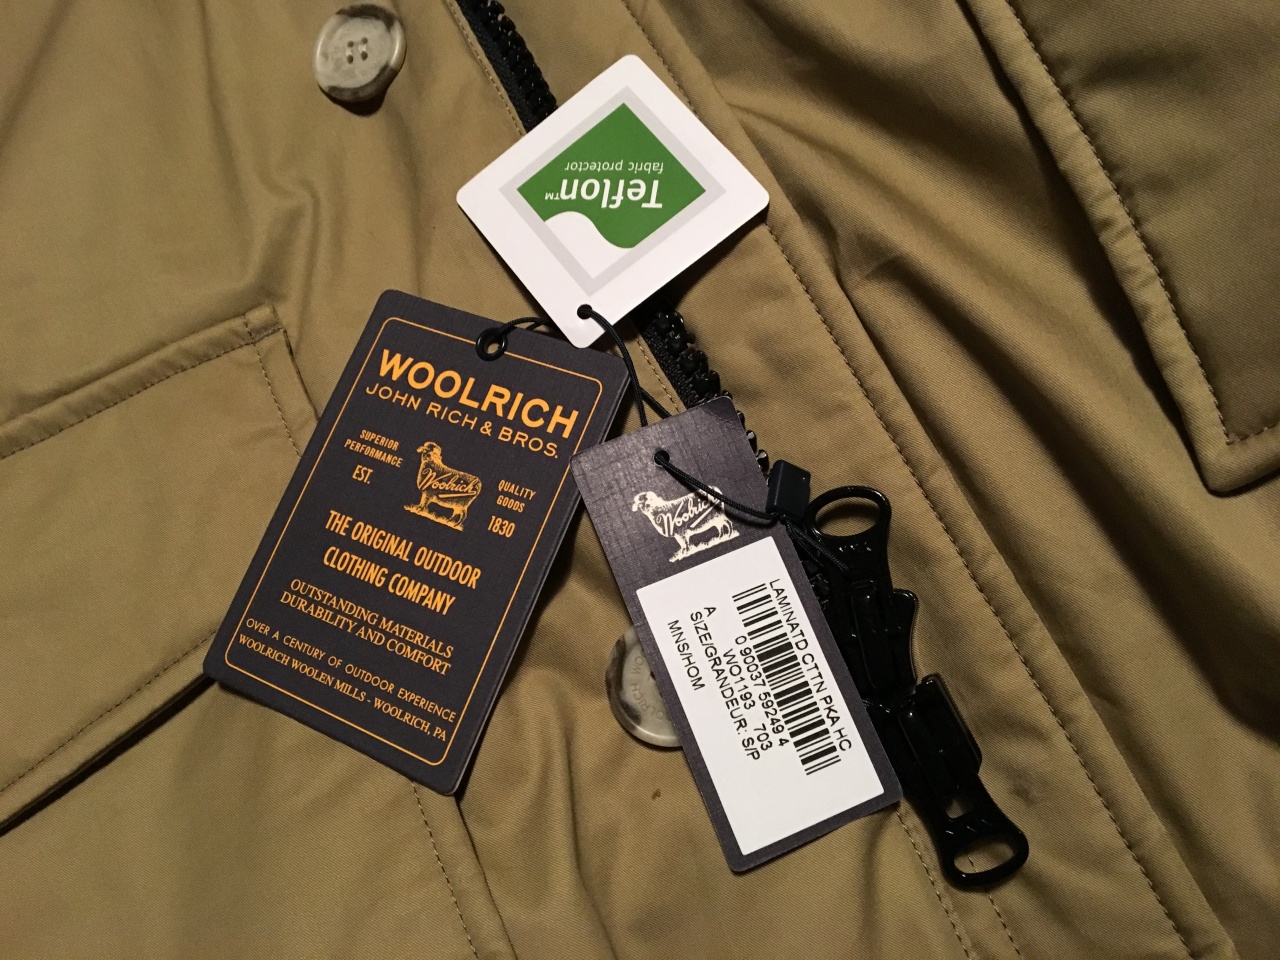 Teflon™
fabric protector
WOOLRICH
JOHN RICH & BROS.
SUPERIOR
PERFORMANCE
EST.
Woolrich
QUALITY
GOODS
1830
THE ORIGINAL OUTDOOR
CLOTHING COMPANY
OUTSTANDING MATERIALS
DURABILITY AND COMFORT
OVER A CENTURY OF OUTDOOR EXPERIENCE
WOOLRICH WOOLEN MILLS - WOOLRICH, PA
Woolrich
LAMINATD CTTN PKA HC
0 90037 59249 4
WO1193 703
SIZE/GRANDEUR: S/P
A
MNS/HOM